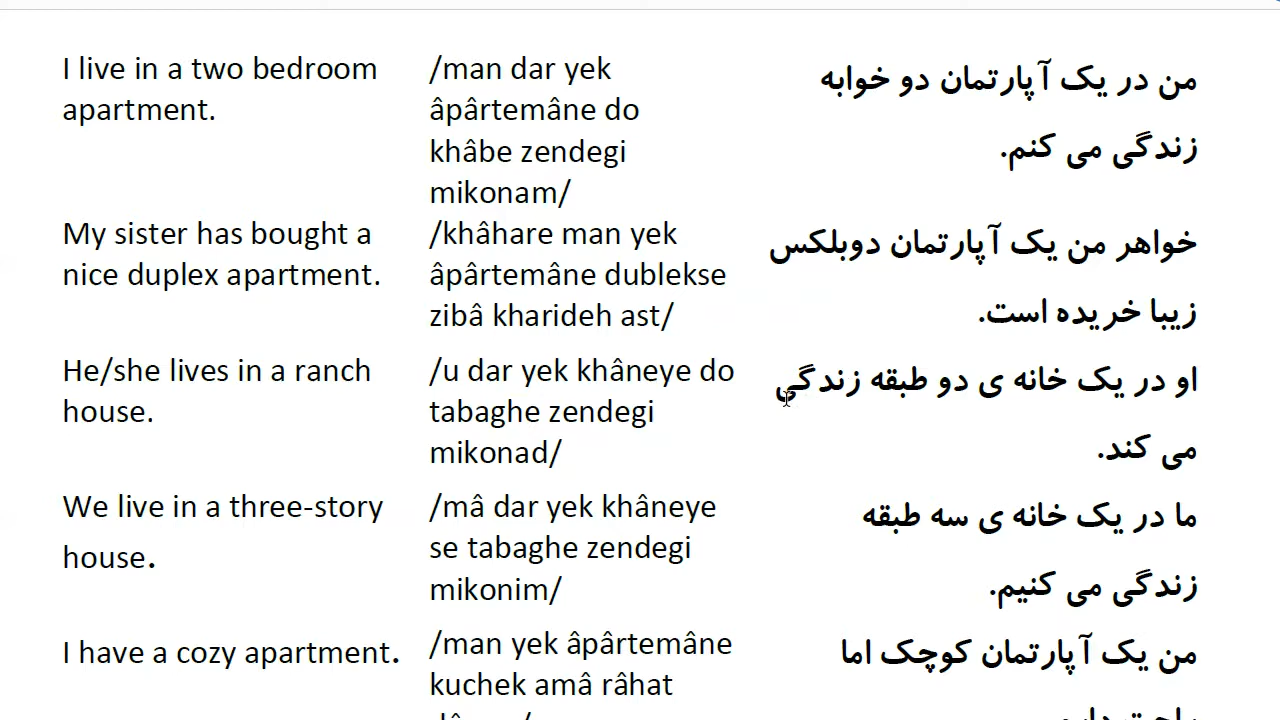 I live in a two bedroom
apartment.
/man dar yek
âpârtemâne do
khâbe zendegi
mikonam/
من در یک آپارتمان دو خوابه
زندگی می کنم.
My sister has bought a
nice duplex apartment.
/khâhare man yek
âpârtemâne dublekse
zibâ kharideh ast/
خواهر من یک آپارتمان دوبلکس
زیبا خریده است.
He/she lives in a ranch
house.
/u dar yek khâneye do
tabaghe zendegi
mikonad/
او در یک خانه ی دو طبقه زندگی
می کند.
We live in a three-story
house.
/mâ dar yek khâneye
se tabaghe zendegi
mikonim/
ما در یک خانه ی سه طبقه
زندگی می کنیم.
I have a cozy apartment.
/man yek âpârtemâne
kuchek amâ râhat
من یک آپارتمان کوچک اما